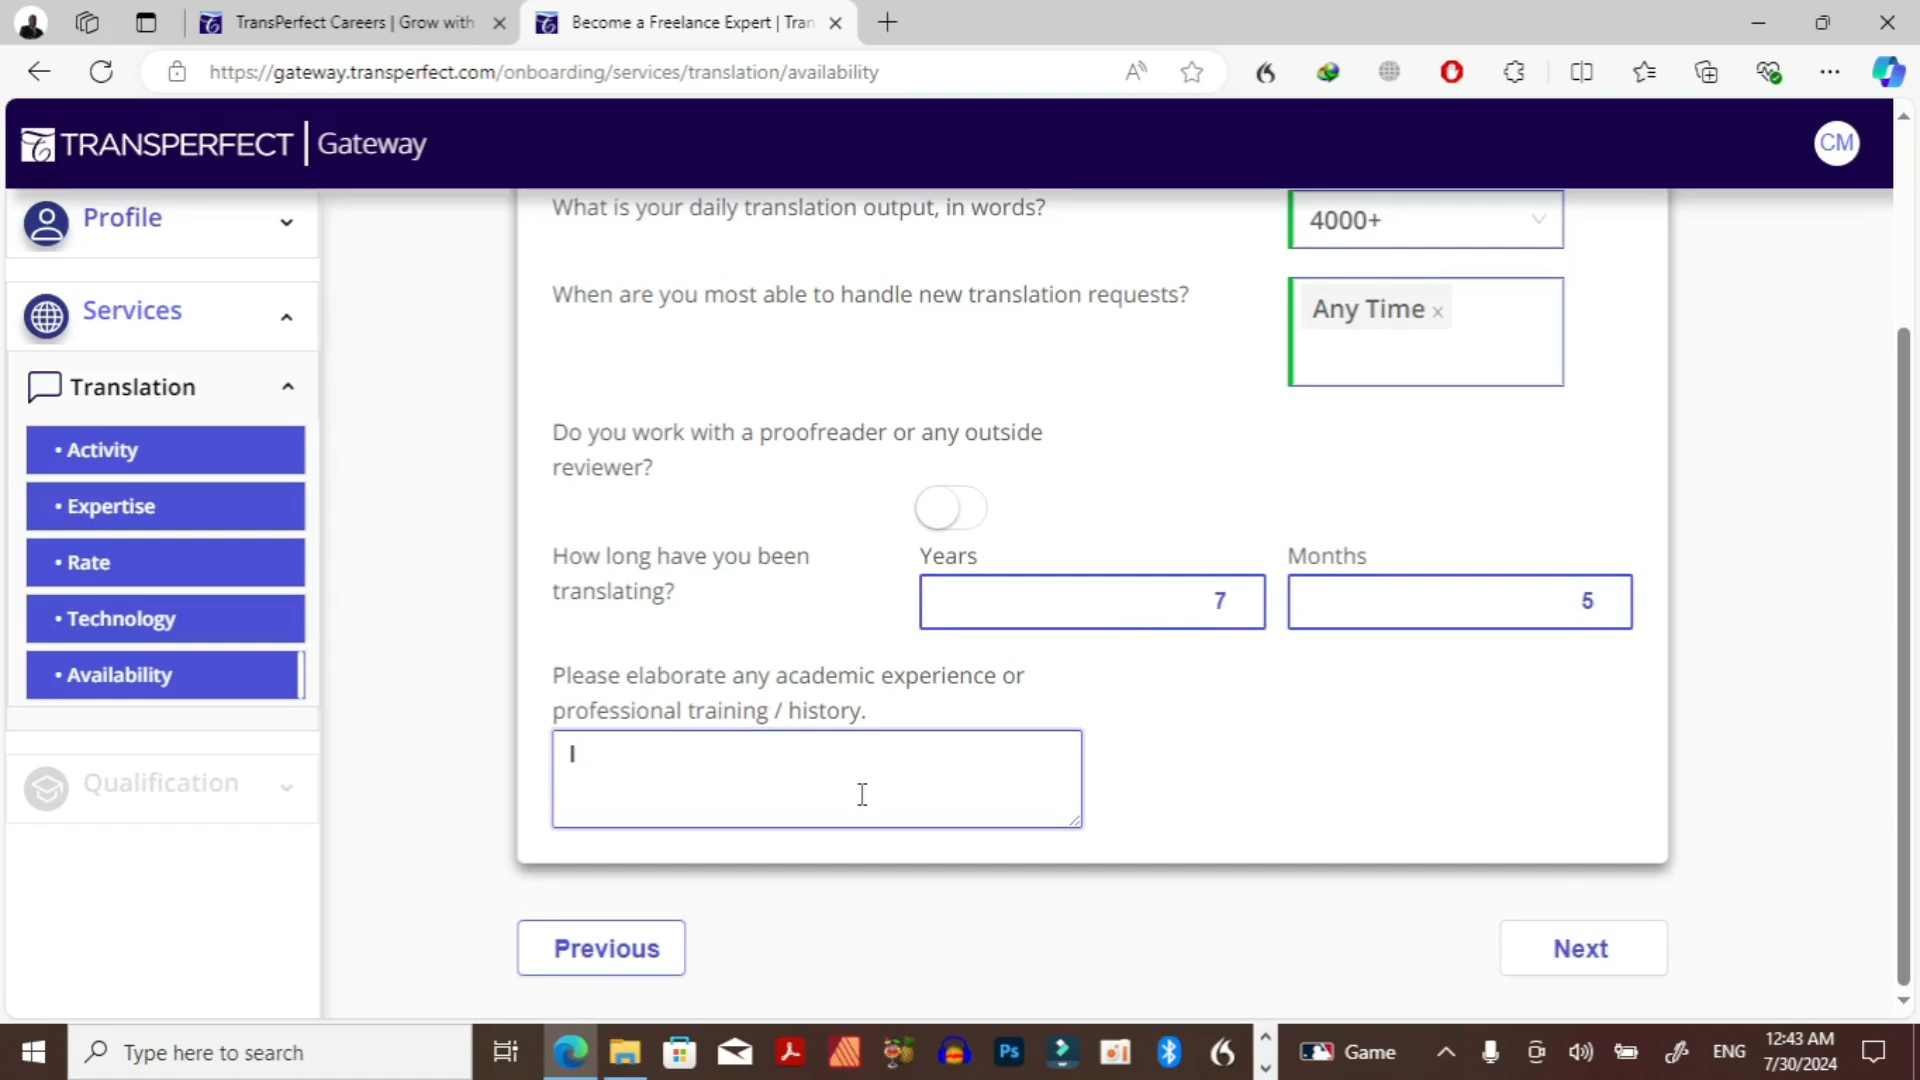 TransPerfect Careers | Grow with
Become a Freelance Expert | Tran
https://gateway.transperfect.com/onboarding/services/translation/availability
TRANSPERFECT | Gateway
CM
Profile
Services
Translation
• Activity
• Expertise
• Rate
• Technology
• Availability
Qualification
What is your daily translation output, in words?
4000+
When are you most able to handle new translation requests?
Any Time ×
Do you work with a proofreader or any outside
reviewer?
How long have you been
translating?
Years
7
Months
5
Please elaborate any academic experience or
professional training / history.
I
Previous
Next
Type here to search
Ps
Game
ENG
12:43 AM
7/30/2024